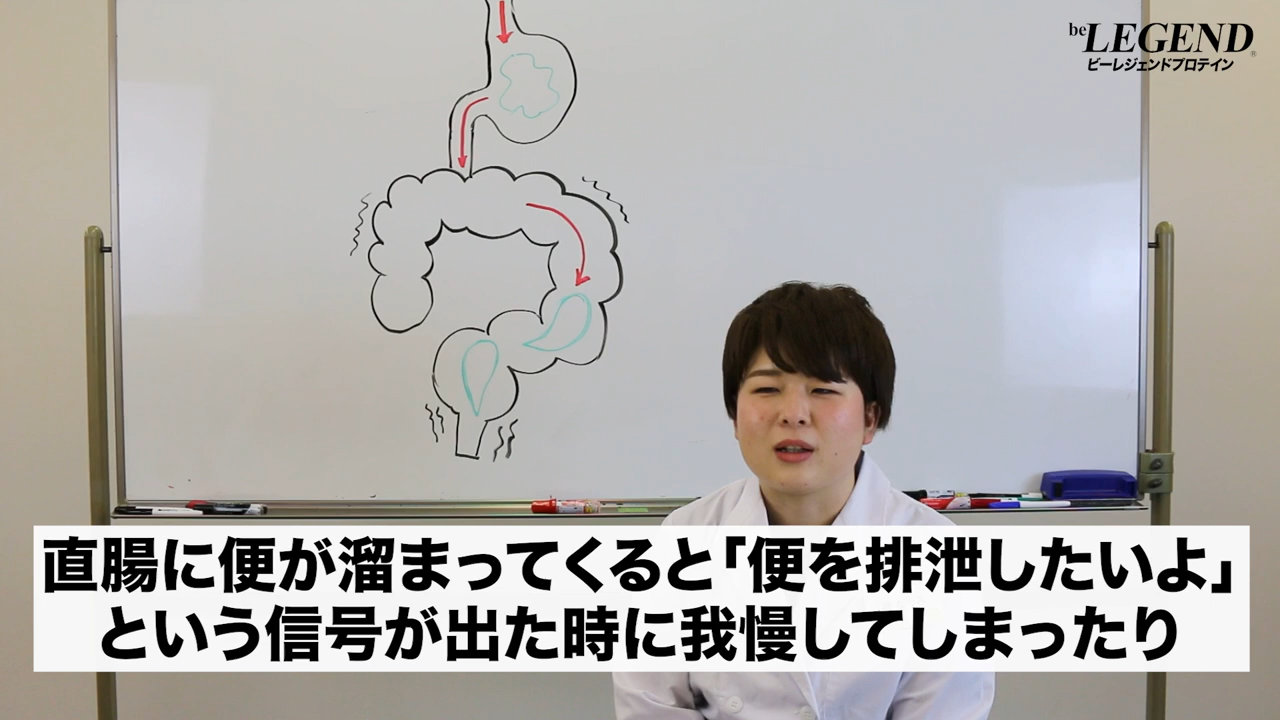 be LEGEND®
ビーレジェンドプロテイン
直腸に便が溜まってくると「便を排泄したいよ」
という信号が出た時に我慢してしまったり